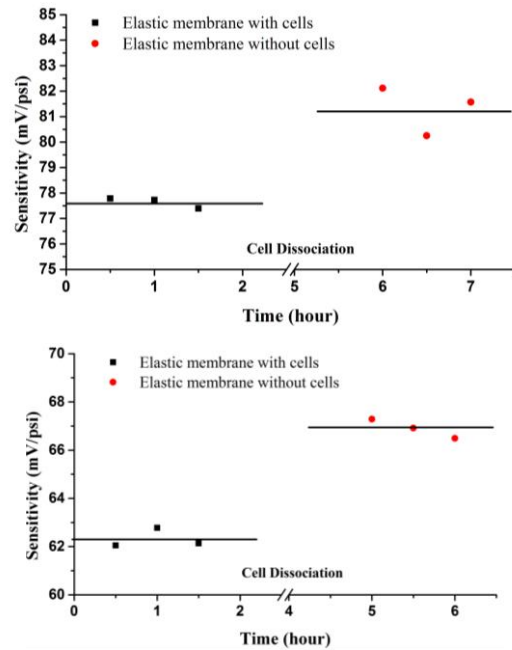 Elastic membrane with cells
Elastic membrane without cells
Sensitivity (mV/psi)
85
84
83
82
81
80
79
78
77
76
75
Cell Dissociation
0 1 2 5 6 7
Time (hour)
Elastic membrane with cells
Elastic membrane without cells
Sensitivity (mV/psi)
70
68
66
64
62
60
Cell Dissociation
0 1 2 4 5 6
Time (hour)